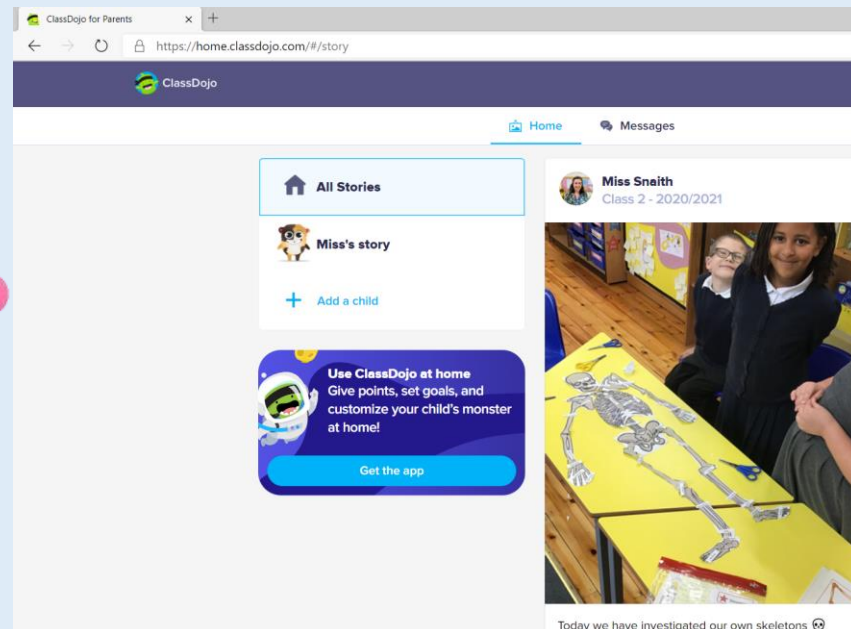 ClassDojo for Parents
https://home.classdojo.com/#/story
ClassDojo
Home
Messages
All Stories
Miss's story
Add a child
Use ClassDojo at home
Give points, set goals, and
customize your child's monster
at home!
Get the app
Miss Snaith
Class 2 - 2020/2021
Today we have investigated our own skeletons 💀